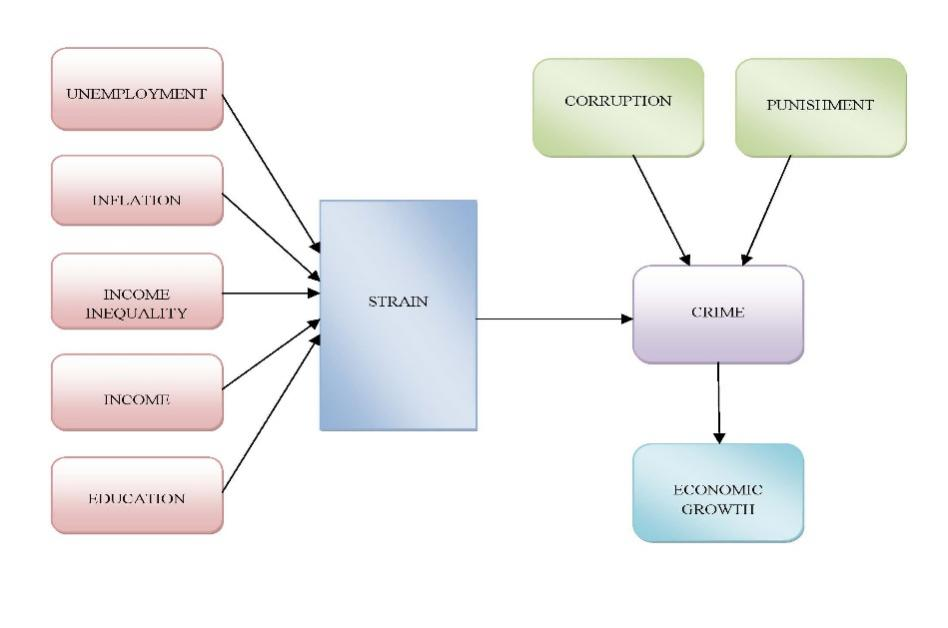 UNEMPLOYMENT
INFLATION
INCOME
INEQUALITY
INCOME
EDUCATION
STRAIN
CORRUPTION
PUNISHMENT
CRIME
ECONOMIC
GROWTH